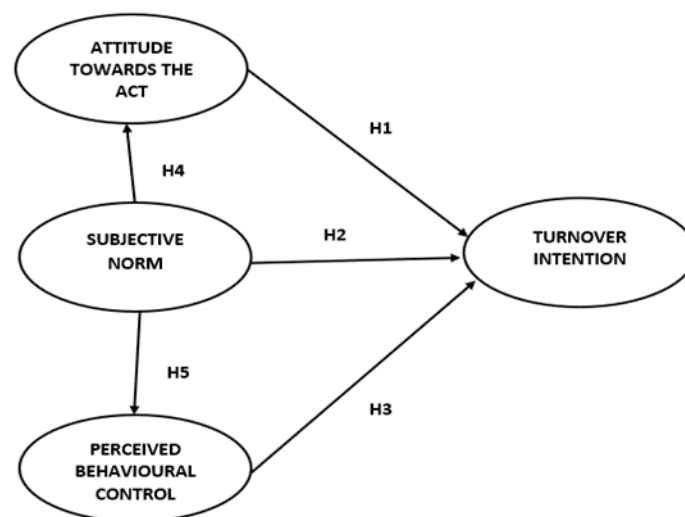 ATTITUDE
TOWARDS THE
ACT
H1
H4
SUBJECTIVE
NORM
H2
TURNOVER
INTENTION
H5
H3
PERCEIVED
BEHAVIOURAL
CONTROL